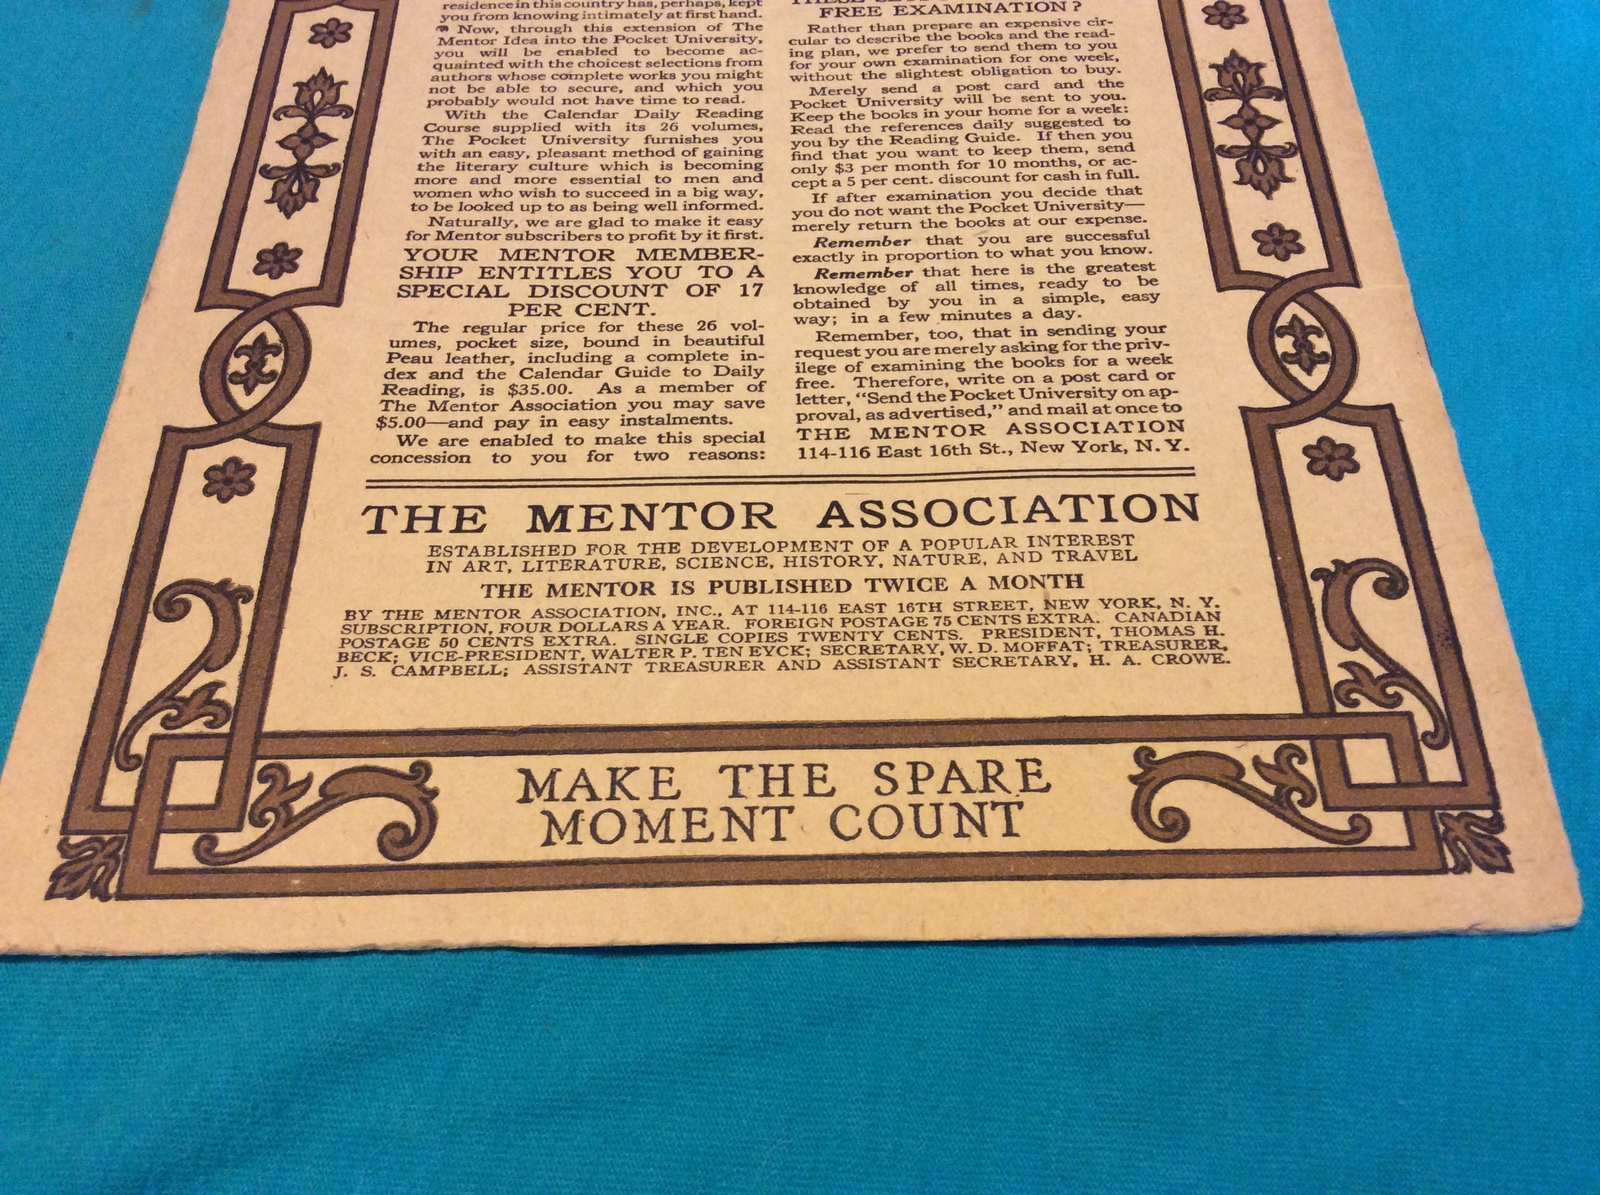 residence in this country has, perhaps, kept
you from knowing intimately at first hand.
Now, through this extension of The
Mentor Idea into the Pocket University,
you will be enabled to become ac-
quainted with the choicest selections from
authors whose complete works you might
not be able to secure, and which you
probably would not have time to read.
With the Calendar Daily Reading
Course supplied with its 26 volumes,
The Pocket University furnishes you
with an easy, pleasant method of gaining
the literary culture which is becoming
more and more essential to men and
women who wish to succeed in a big way,
to be looked up to as being well informed.
Naturally, we are glad to make it easy
for Mentor subscribers to profit by it first.
YOUR MENTOR MEMBER-
SHIP ENTITLES YOU TO A
SPECIAL DISCOUNT OF 17
PER CENT.
The regular price for these 26 vol-
umes, pocket size, bound in beautiful
Peau leather, including a complete in-
dex and the Calendar Guide to Daily
Reading, is $35.00. As a member of
The Mentor Association you may save
$5.00—and pay in easy instalments.
We are enabled to make this special
concession to you for two reasons:
FREE EXAMINATION?
Rather than prepare an expensive cir-
cular to describe the books and the read-
ing plan, we prefer to send them to you
for your own examination for one week,
without the slightest obligation to buy.
Merely send a post card and the
Pocket University will be sent to you.
Keep the books in your home for a week:
Read the references daily suggested to
you by the Reading Guide. If then you
find that you want to keep them, send
only $3 per month for 10 months, or ac-
cept a 5 per cent. discount for cash in full.
If after examination you decide that
you do not want the Pocket University—
merely return the books at our expense.
Remember that you are successful
exactly in proportion to what you know.
Remember that here is the greatest
knowledge of all times, ready to be
obtained by you in a simple, easy
way; in a few minutes a day.
Remember, too, that in sending your
request you are merely asking for the priv-
ilege of examining the books for a week
free. Therefore, write on a post card or
letter, “Send the Pocket University on ap-
proval, as advertised,” and mail at once to
THE MENTOR ASSOCIATION
114-116 East 16th St., New York, N. Y.
THE MENTOR ASSOCIATION
ESTABLISHED FOR THE DEVELOPMENT OF A POPULAR INTEREST
IN ART, LITERATURE, SCIENCE, HISTORY, NATURE, AND TRAVEL
THE MENTOR IS PUBLISHED TWICE A MONTH
BY THE MENTOR ASSOCIATION, INC., AT 114-116 EAST 16TH STREET, NEW YORK, N. Y.
SUBSCRIPTION, FOUR DOLLARS A YEAR. FOREIGN POSTAGE 75 CENTS EXTRA. CANADIAN
POSTAGE 50 CENTS EXTRA. SINGLE COPIES TWENTY CENTS. PRESIDENT, THOMAS H.
BECK; VICE-PRESIDENT, WALTER P. TEN EYCK; SECRETARY, W. D. MOFFAT; TREASURER,
J. S. CAMPBELL; ASSISTANT TREASURER AND ASSISTANT SECRETARY, H. A. CROWE.
MAKE THE SPARE
MOMENT COUNT